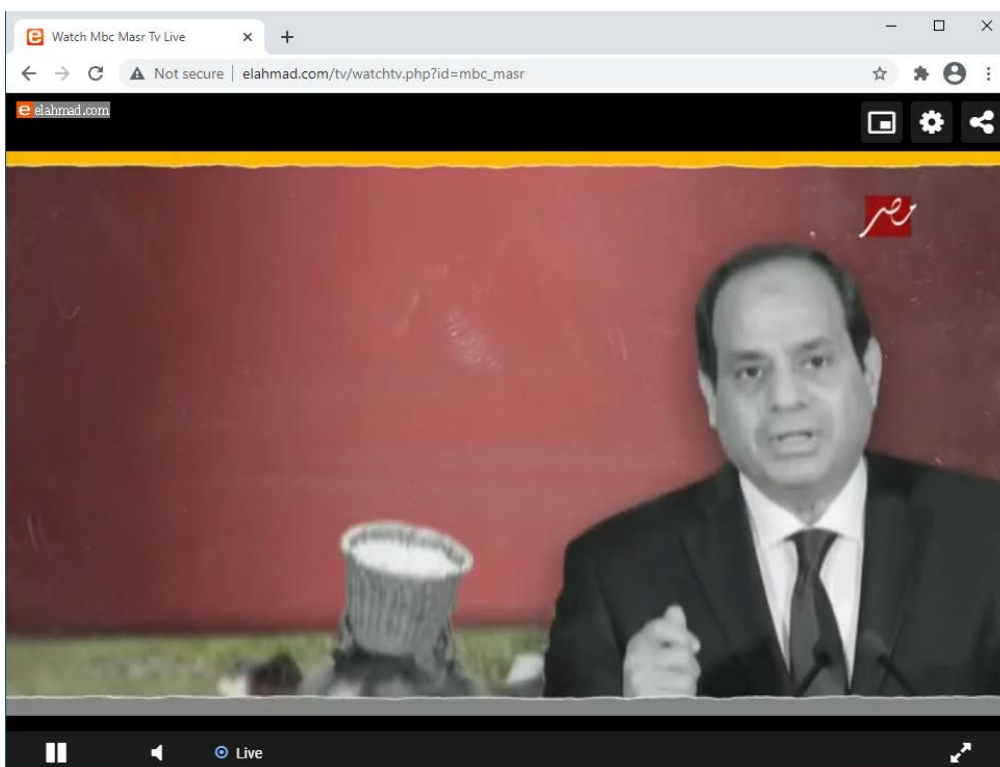 Watch Mbc Masr Tv Live
Not secure | elahmad.com/tv/watchtv.php?id=mbc_masr
e elahmad.com
مصر
Live